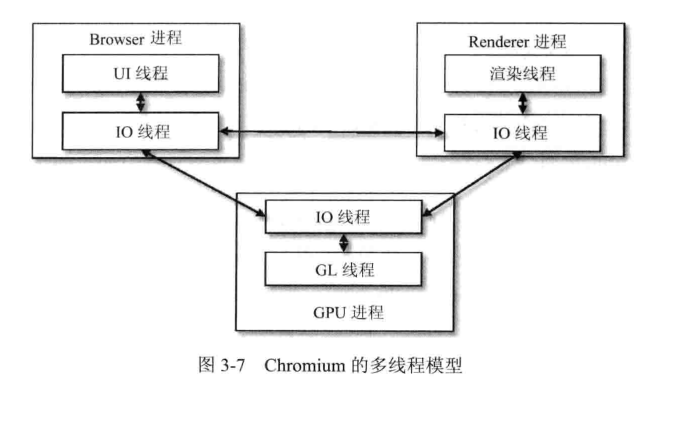 Browser 进程
UI 线程
IO 线程
Renderer 进程
渲染线程
IO 线程
IO 线程
GL 线程
GPU 进程
图 3-7 Chromium 的多线程模型